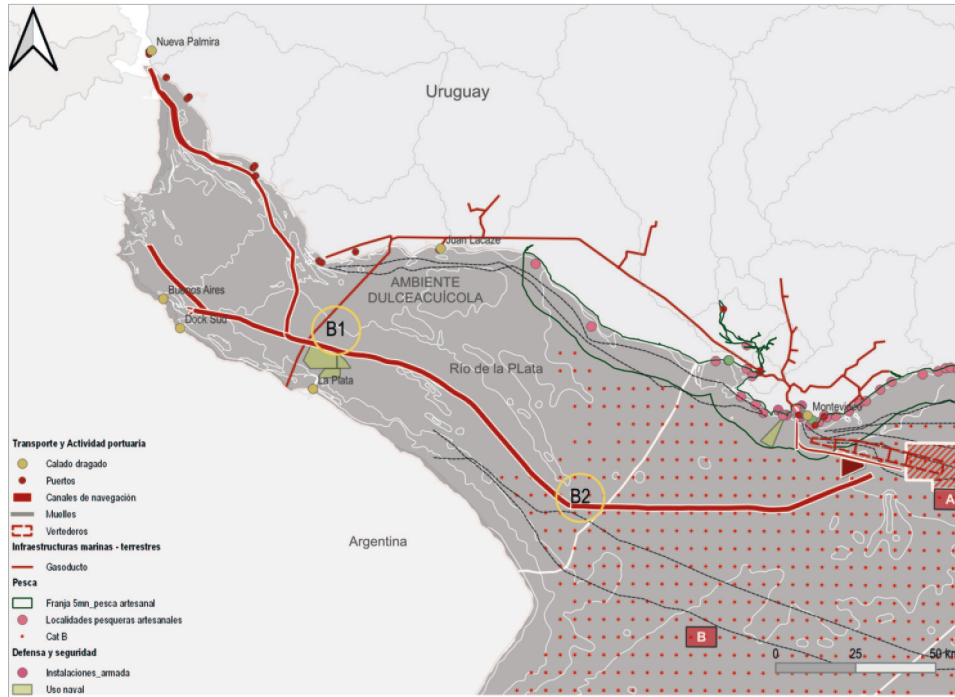 Nueva Palmira
Uruguay
Juan Lacaze
AMBIENTE
DULCEACUÍCOLA
Buenos Aires
Dock Sud
B1
La Plata
Río de la PLata
Montevideo
B2
A
Argentina
B
0 25 50 km
Transporte y Actividad portuaria
Calado dragado
Puertos
Canales de navegación
Muelles
Vertederos
Infraestructuras marinas - terrestres
Gasoducto
Pesca
Franja 5mn_pesca artesanal
Localidades pesqueras artesanales
Cat B
Defensa y seguridad
Instalaciones_armada
Uso naval